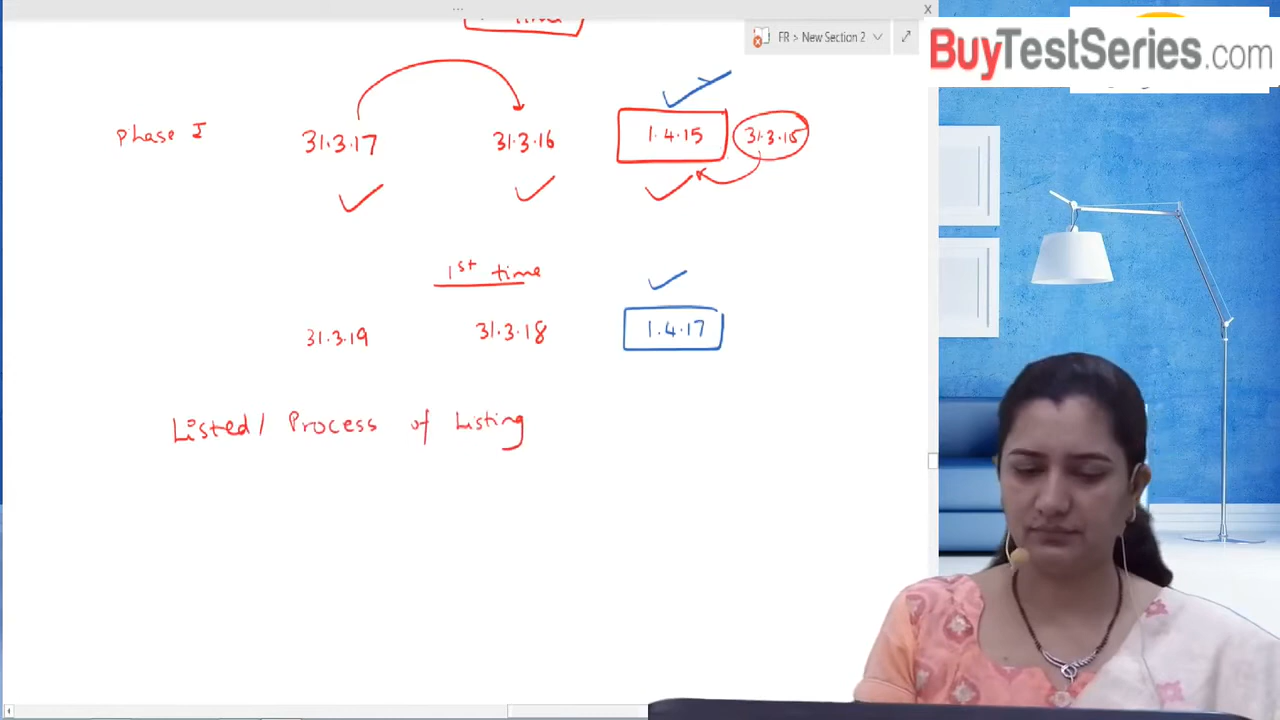 FR > New Section 2
BuyTestSeries.com
Phase I 31.3.17 31.3.16 1.4.15 31.3.15
1st time
31.3.19 31.3.18 1.4.17
Listed/ Process of Listing